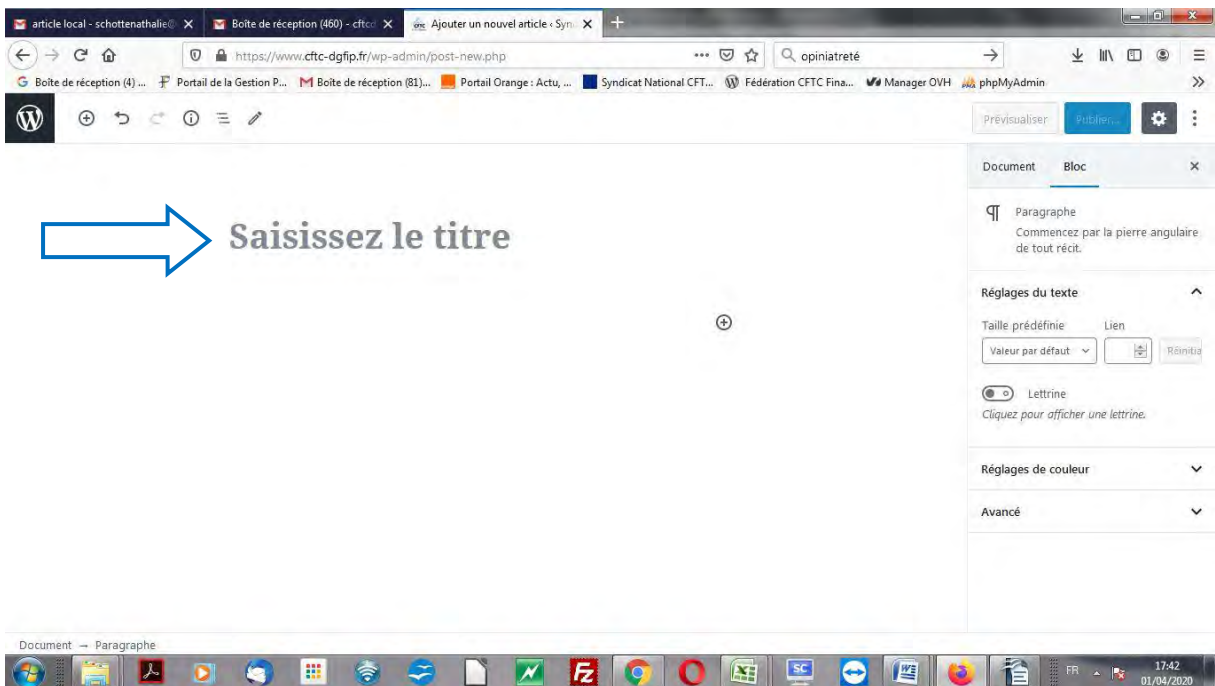 article local - schottenathalie@
Boîte de réception (460) - cftcd
Ajouter un nouvel article ‹ Syn
https://www.cftc-dgfip.fr/wp-admin/post-new.php
opiniatreté
Boîte de réception (4) ...
Portail de la Gestion P...
Boîte de réception (81)...
Portail Orange : Actu, ...
Syndicat National CFT...
Fédération CFTC Fina...
Manager OVH
phpMyAdmin
Prévisualiser
Publier...
Document
Bloc
Saisissez le titre
Paragraphe
Commencez par la pierre angulaire
de tout récit.
Réglages du texte
Taille prédéfinie
Lien
Valeur par défaut
Réinitia
Lettrine
Cliquez pour afficher une lettrine.
Réglages de couleur
Avancé
Document → Paragraphe
SC
FR
17:42
01/04/2020